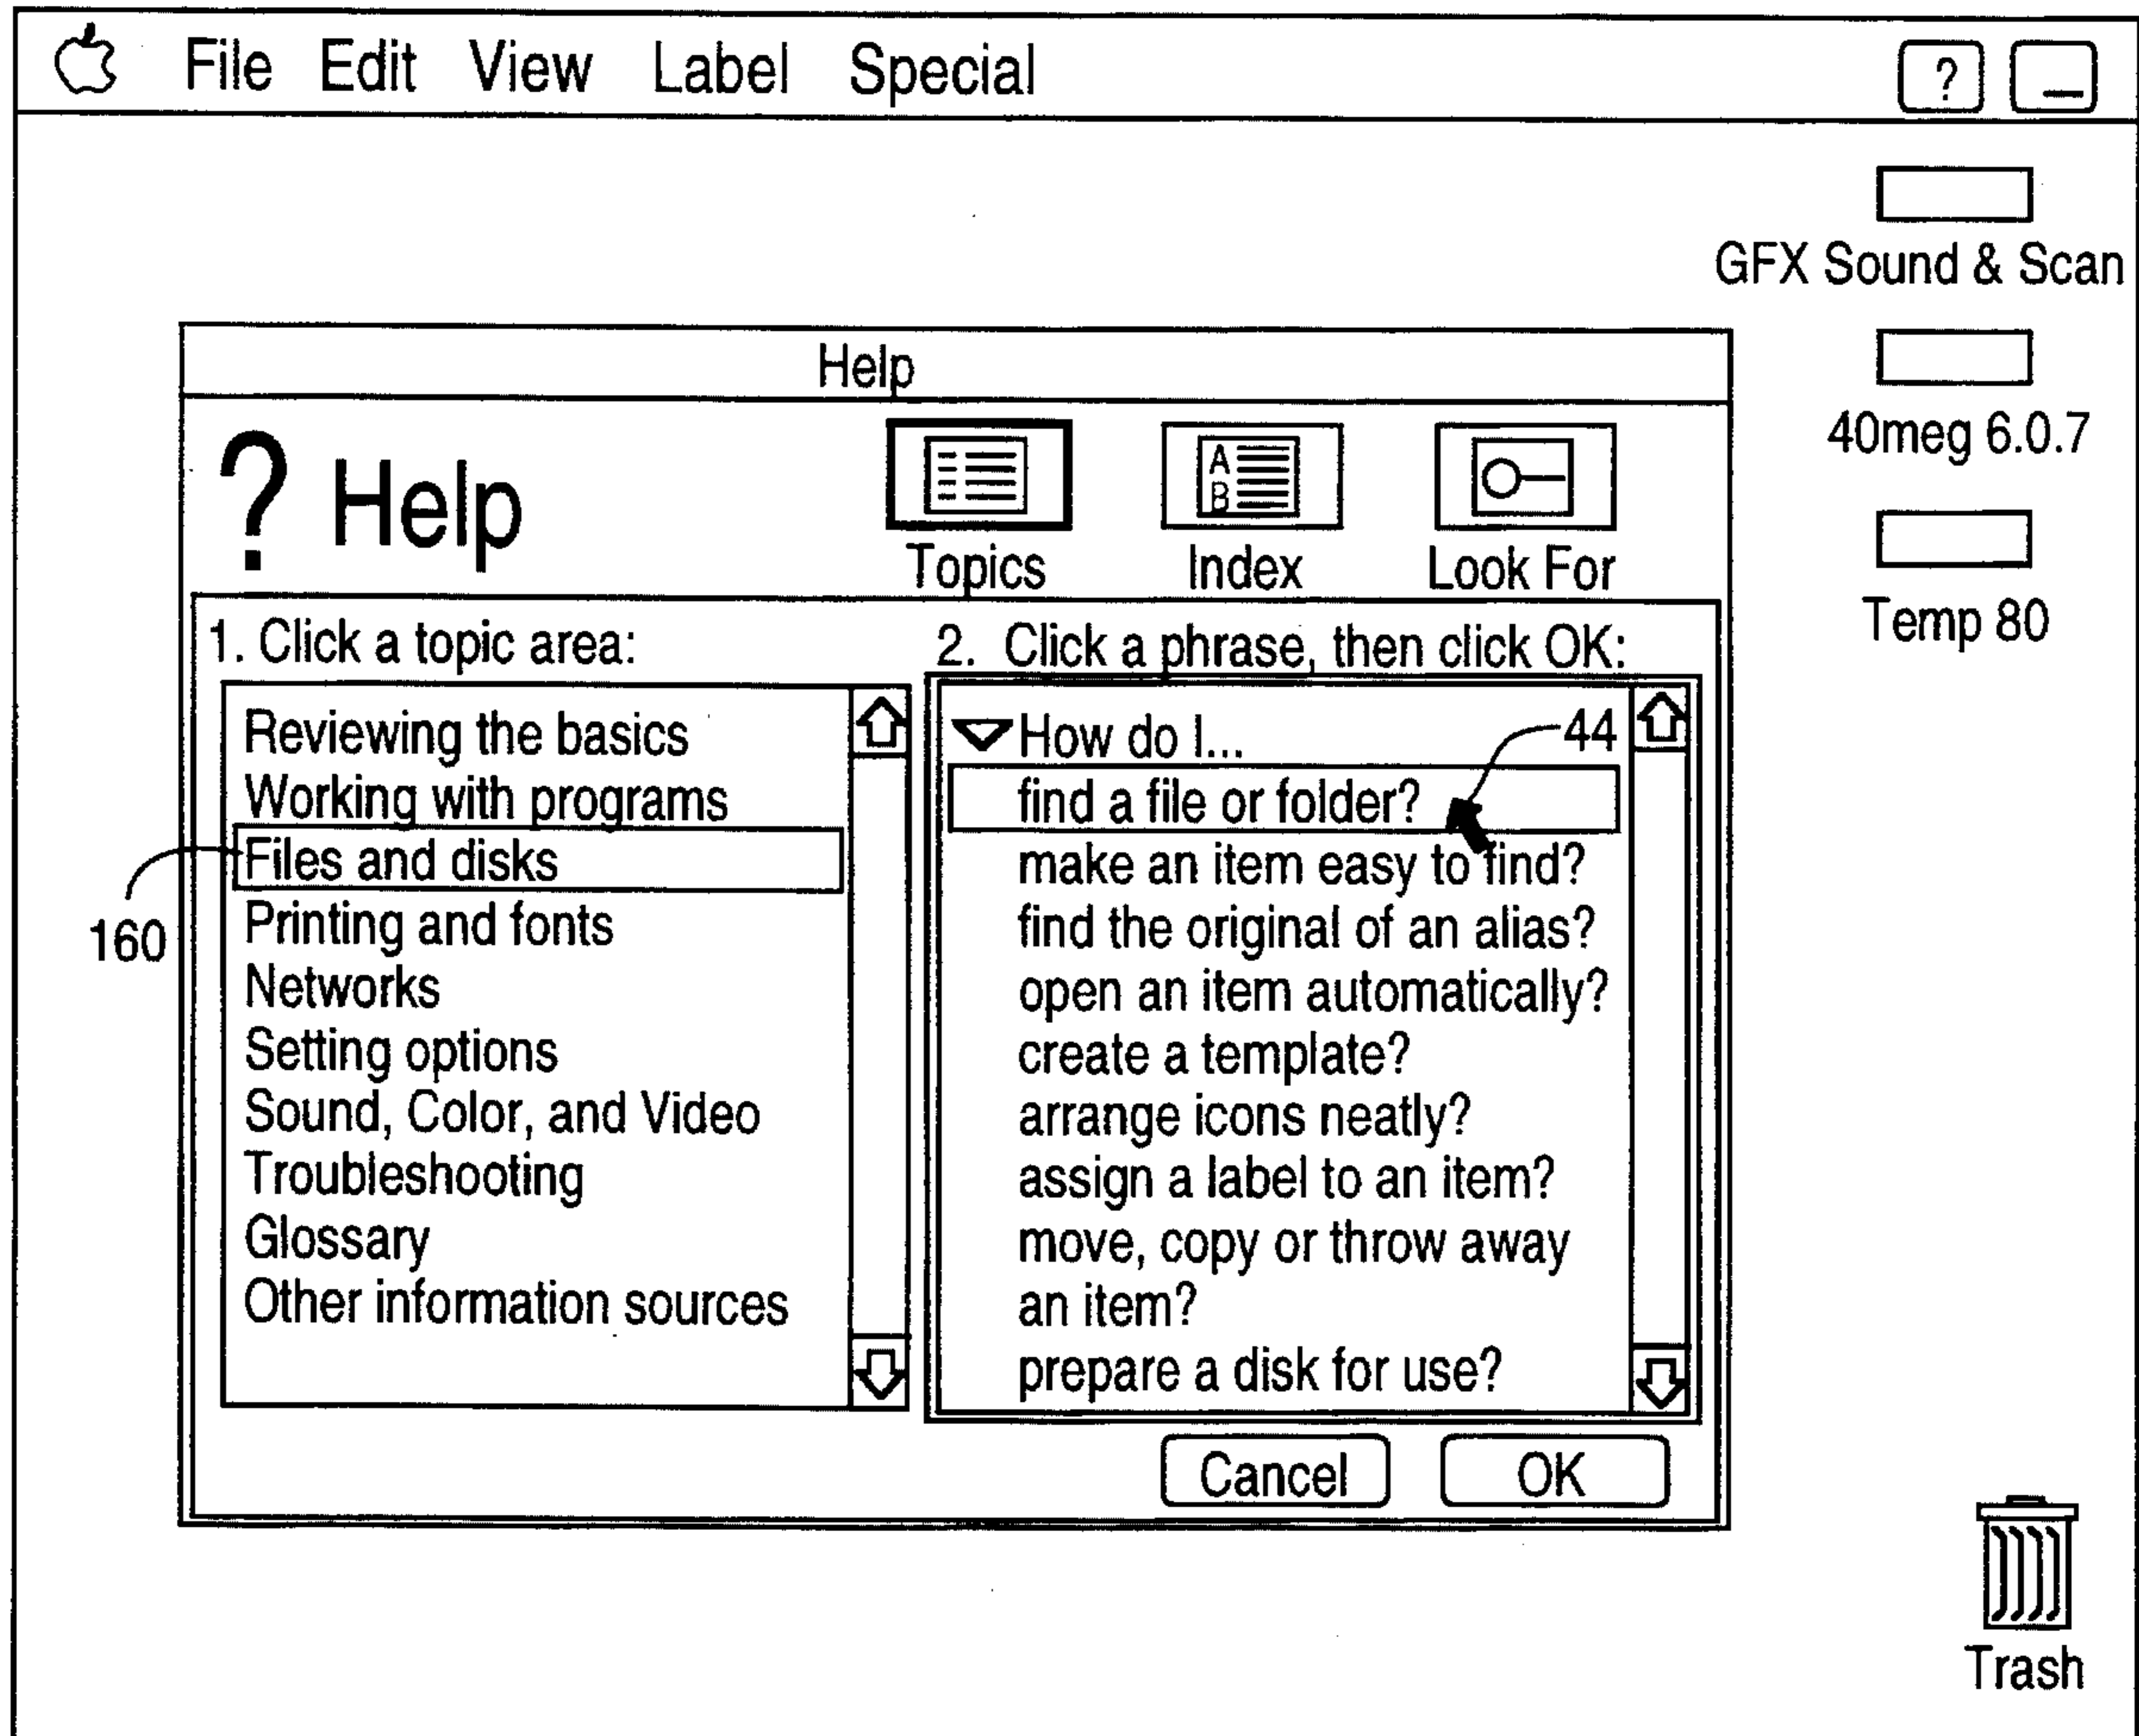 File Edit View Label Special ?
GFX Sound & Scan
40meg 6.0.7
Temp 80
Help
? Help
A
B
Topics Index Look For
1. Click a topic area:
Reviewing the basics
Working with programs
Files and disks
160
Printing and fonts
Networks
Setting options
Sound, Color, and Video
Troubleshooting
Glossary
Other information sources
2. Click a phrase, then click OK:
How do I...
44
find a file or folder?
make an item easy to find?
find the original of an alias?
open an item automatically?
create a template?
arrange icons neatly?
assign a label to an item?
move, copy or throw away
an item?
prepare a disk for use?
Cancel OK
Trash